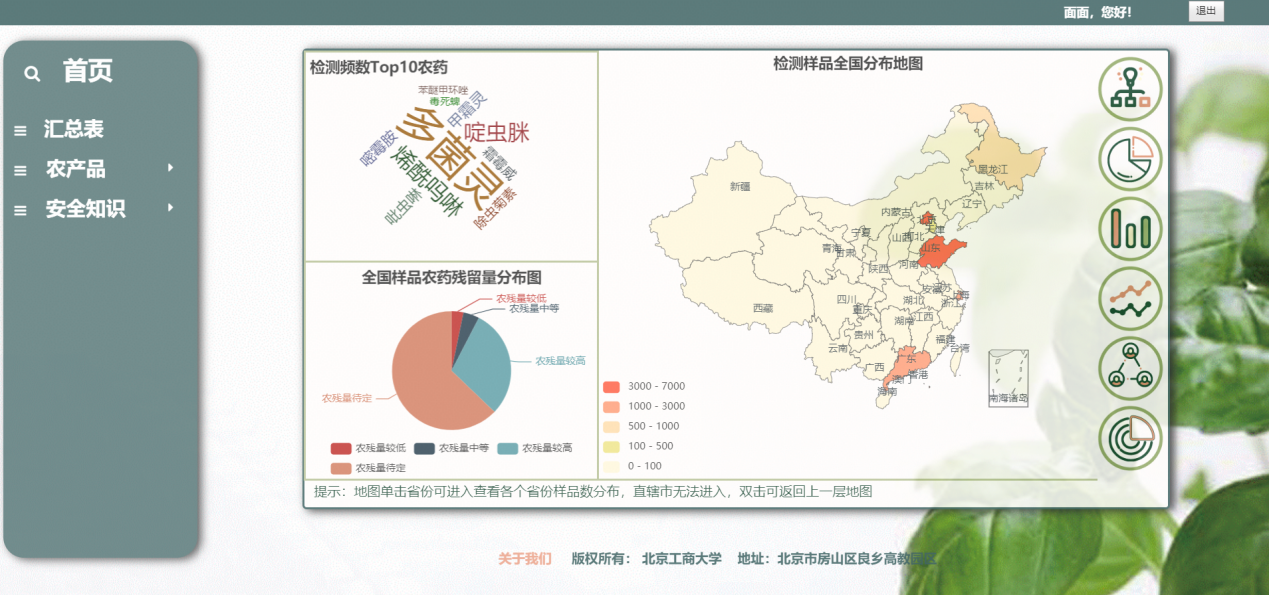 画面，您好!
退出
首页
汇总表
农产品
安全知识
检测频数Top10农药
苯醚甲环唑
毒死蜱
甲霜灵
多菌灵
啶虫脒
嘧霉胺
烯酰吗啉
霜霉威
吡虫毒
除虫菊素
全国样品农药残留量分布图
农残量较低
农残量中等
农残量较高
农残量待定
农残量较低
农残量中等
农残量较高
农残量待定
检测样品全国分布地图
黑龙江
吉林
辽宁
新疆
内蒙古
北京
天津
宁夏
山西
河北
山东
青海
甘肃
陕西
河南
西藏
四川
重庆
湖北
安徽
江苏
上海
浙江
湖南
江西
贵州
福建
台湾
云南
广西
广东
香港
澳门
海南
南海诸岛
3000 - 7000
1000 - 3000
500 - 1000
100 - 500
0 - 100
提示：地图单击省份可进入查看各个省份样品数分布，直辖市无法进入，双击可返回上一层地图
关于我们 版权所有： 北京工商大学 地址：北京市房山区良乡高教园区